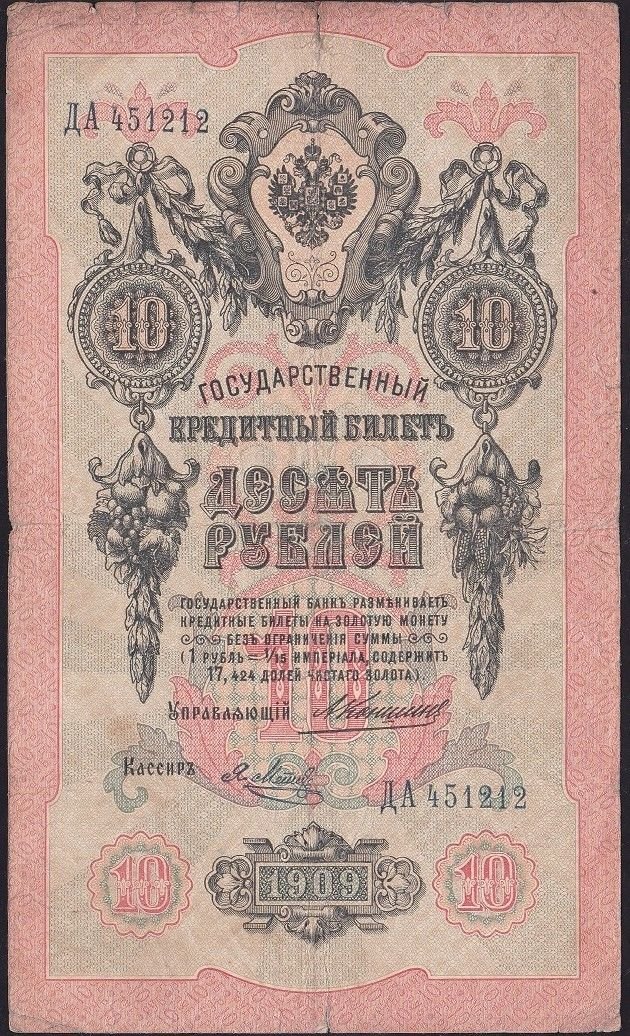 ДА 451212
10 10
ГОСУДАРСТВЕННЫЙ
КРЕДИТНЫЙ БИЛЕТЪ
ДЕСЯТЬ
РУБЛЕЙ
ГОСУДАРСТВЕННЫЙ БАНКЪ РАЗМѢНИВАЕТЪ
КРЕДИТНЫЕ БИЛЕТЫ НА ЗОЛОТУЮ МОНЕТУ
БЕЗЪ ОГРАНИЧЕНІЯ СУММЫ
(1 РУБЛЬ = 1/15 ИМПЕРІАЛА, СОДЕРЖИТЪ
17,424 ДОЛЕЙ ЧИСТАГО ЗОЛОТА).
10
УПРАВЛЯЮЩІЙ
КАССИРЪ
ДА 451212
10 1909 10